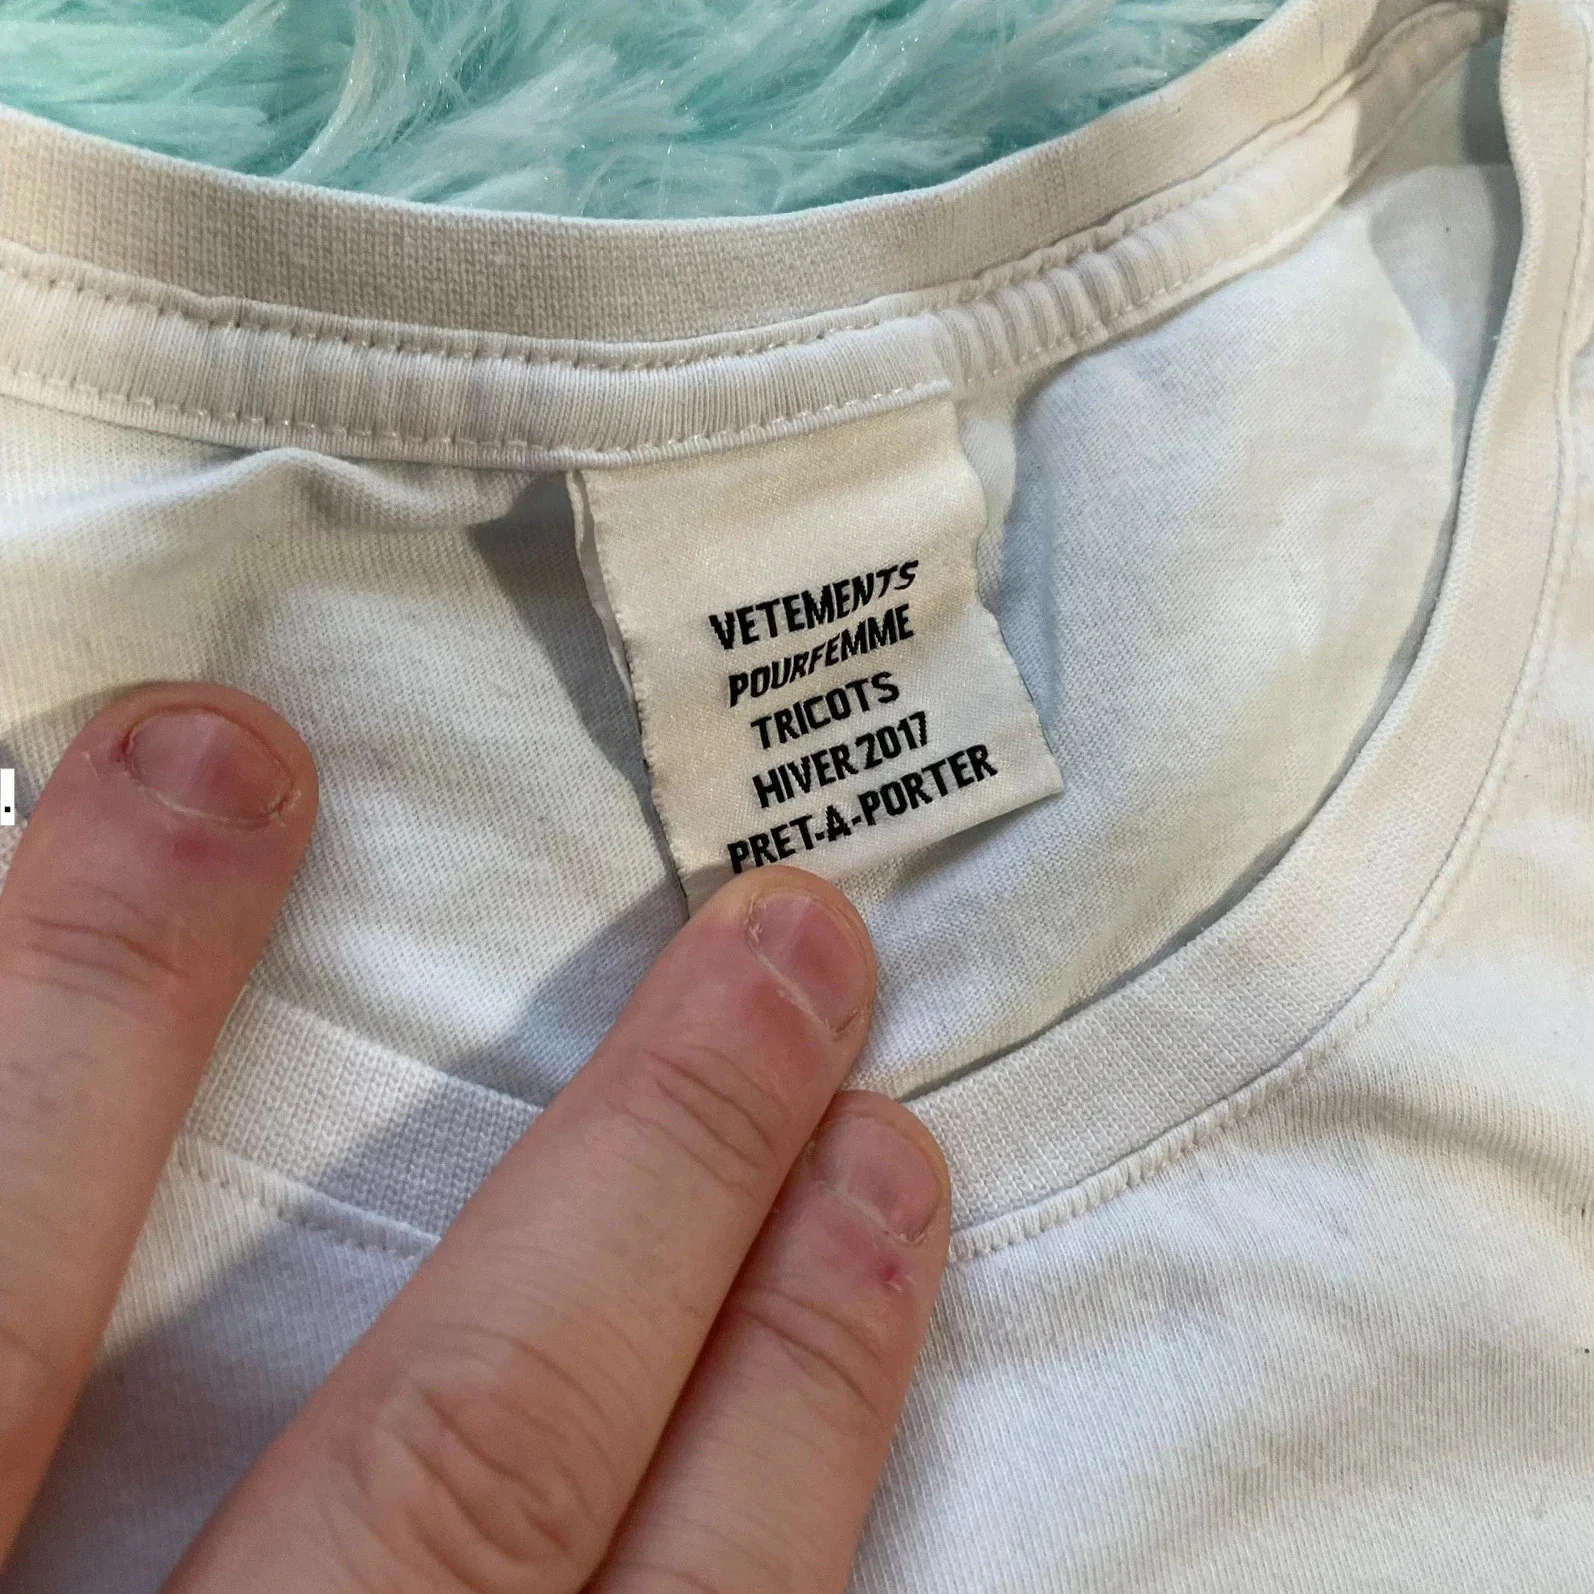 VETEMENTS
POURFEMME
TRICOTS
HIVER 2017
PRET-A-PORTER
.